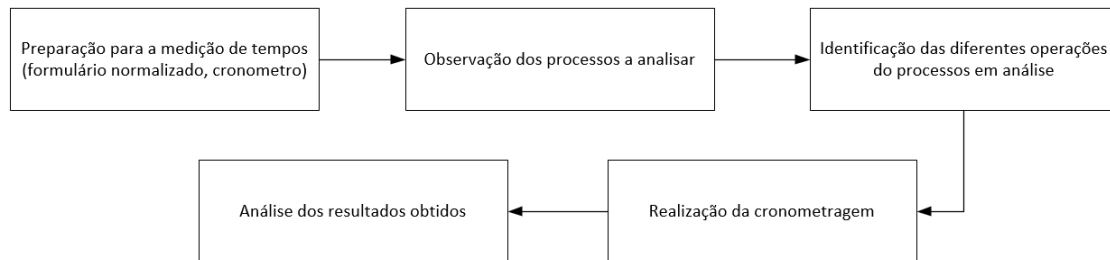 Preparação para a medição de tempos
(formulário normalizado, cronometro)
Observação dos processos a analisar
Identificação das diferentes operações
do processos em análise
Realização da cronometragem
Análise dos resultados obtidos